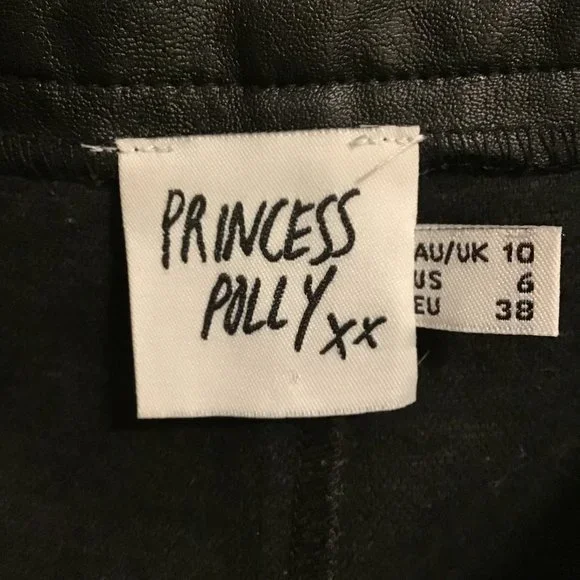 PRINCESS
POLLY xx
AU/UK 10
US 6
EU 38